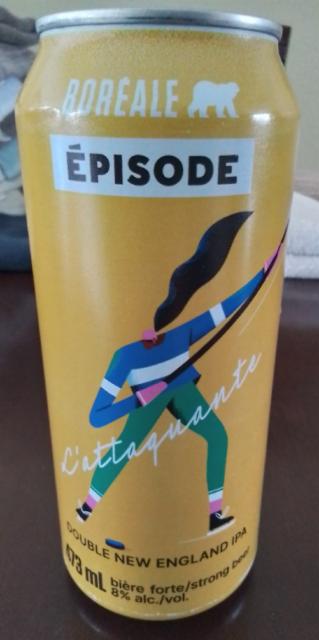 BORÉALE
ÉPISODE
L'attaquante
DOUBLE NEW ENGLAND IPA
473 mL bière forte/strong beer
8% alc./vol.